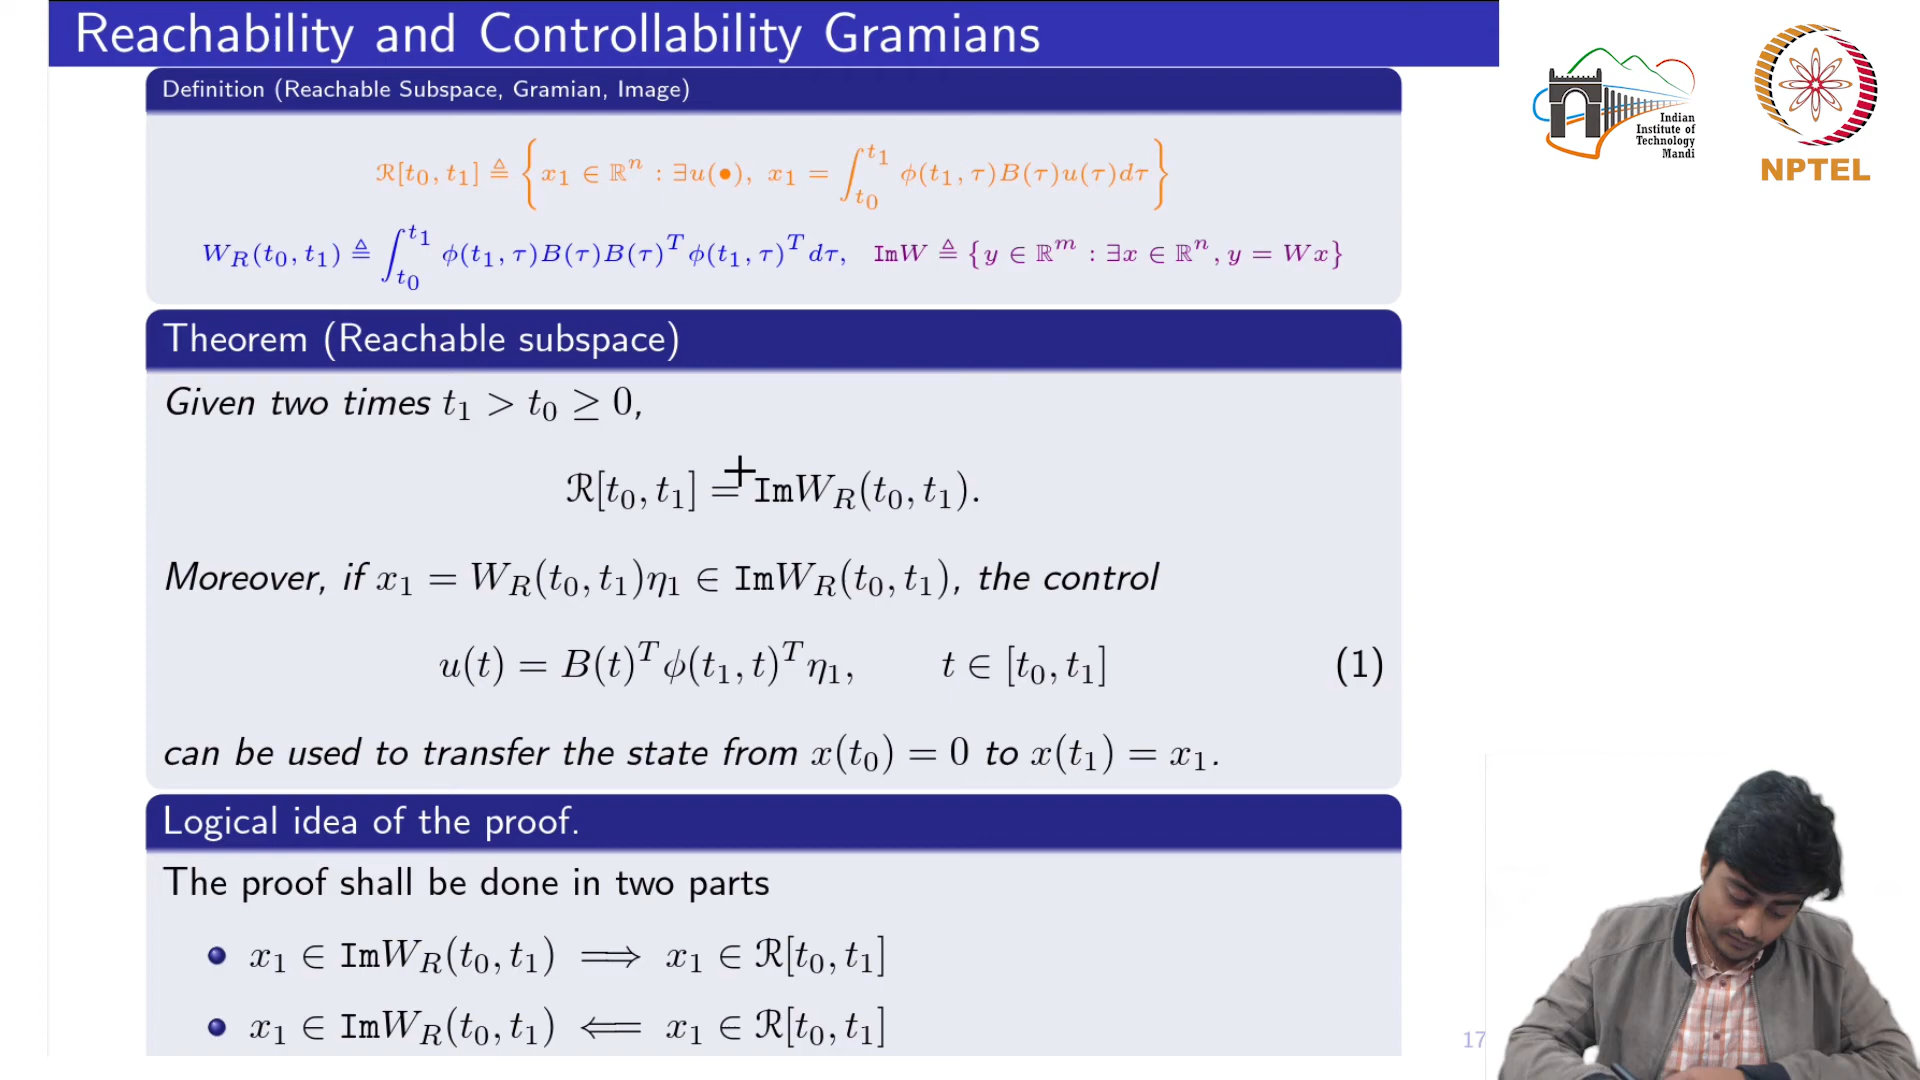 Reachability and Controllability Gramians
Definition (Reachable Subspace, Gramian, Image)
ℛ[t₀, t₁] ≜ { x₁ ∈ ℝⁿ : ∃u(•), x₁ = ∫_{t₀}^{t₁} ϕ(t₁, τ)B(τ)u(τ)dτ }
W_R(t₀, t₁) ≜ ∫_{t₀}^{t₁} ϕ(t₁, τ)B(τ)B(τ)ᵀϕ(t₁, τ)ᵀdτ, ImW ≜ {y ∈ ℝᵐ : ∃x ∈ ℝⁿ, y = Wx}
Theorem (Reachable subspace)
Given two times t₁ > t₀ ≥ 0,
ℛ[t₀, t₁] = ImW_R(t₀, t₁).
Moreover, if x₁ = W_R(t₀, t₁)η₁ ∈ ImW_R(t₀, t₁), the control
u(t) = B(t)ᵀϕ(t₁, t)ᵀη₁, t ∈ [t₀, t₁] (1)
can be used to transfer the state from x(t₀) = 0 to x(t₁) = x₁.
Logical idea of the proof.
The proof shall be done in two parts
x₁ ∈ ImW_R(t₀, t₁) ⟹ x₁ ∈ ℛ[t₀, t₁]
x₁ ∈ ImW_R(t₀, t₁) ⟸ x₁ ∈ ℛ[t₀, t₁]
17
Indian
Institute of
Technology
Mandi
NPTEL